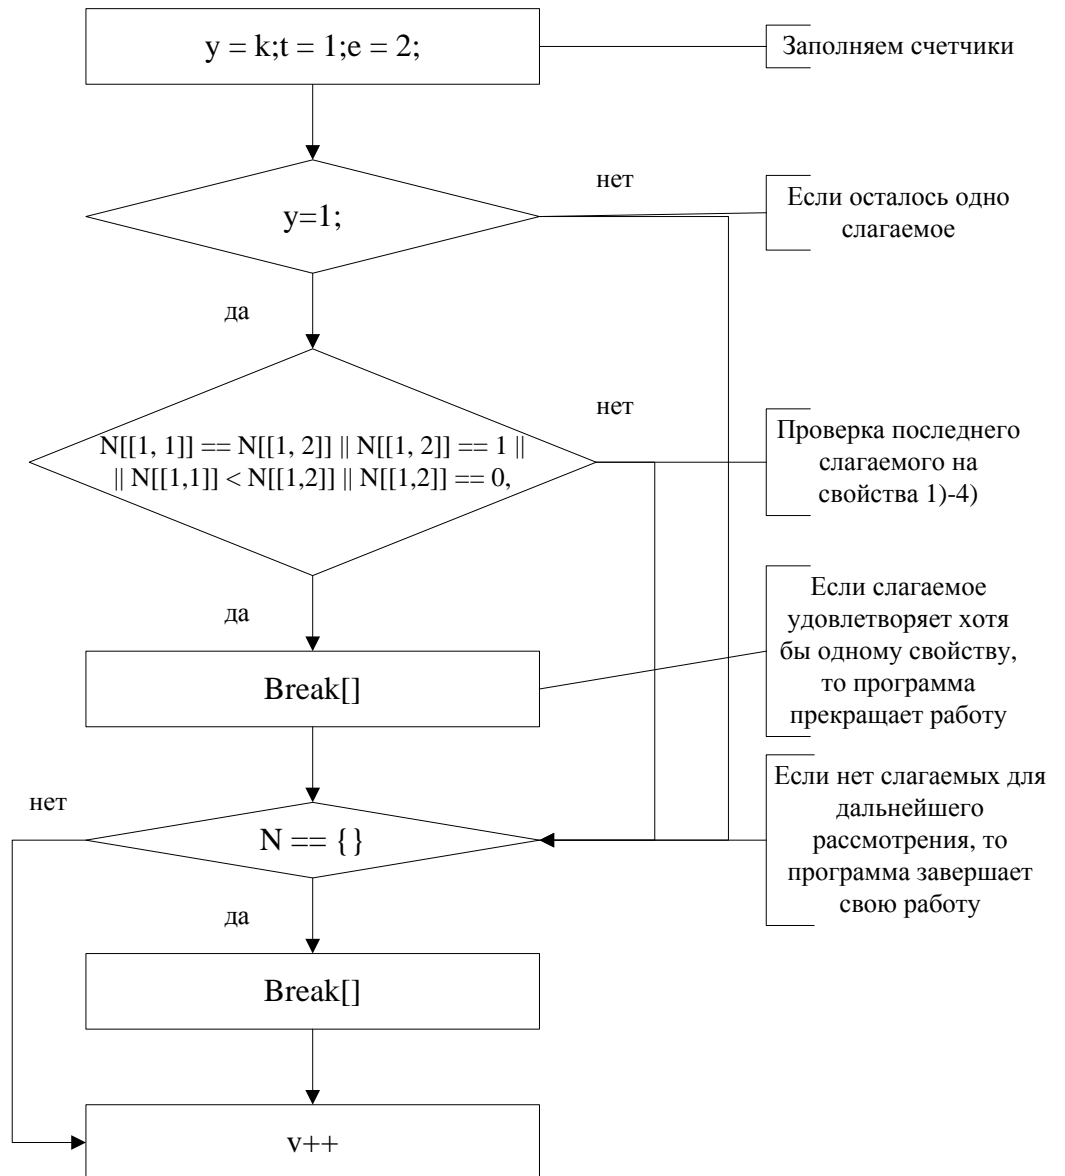 y = k;t = 1;e = 2;
Заполняем счетчики
нет
y=1;
Если осталось одно
слагаемое
да
нет
N[[1, 1]] == N[[1, 2]] || N[[1, 2]] == 1 ||
|| N[[1,1]] < N[[1,2]] || N[[1,2]] == 0,
Проверка последнего
слагаемого на
свойства 1)-4)
да
Break[]
Если слагаемое
удовлетворяет хотя
бы одному свойству,
то программа
прекращает работу
нет
N == {}
Если нет слагаемых для
дальнейшего
рассмотрения, то
программа завершает
свою работу
да
Break[]
v++